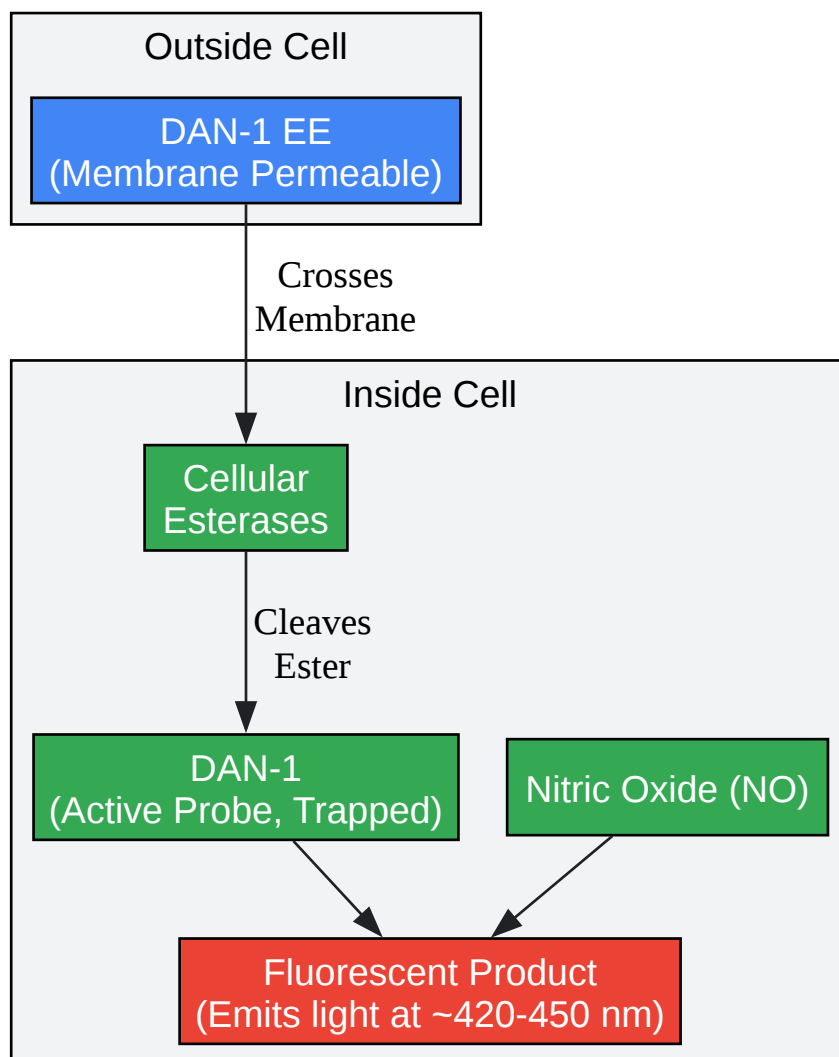 Outside Cell
DAN-1 EE
(Membrane Permeable)
Crosses
Membrane
Inside Cell
Cellular
Esterases
Cleaves
Ester
DAN-1
(Active Probe, Trapped)
Nitric Oxide (NO)
Fluorescent Product
(Emits light at ~420-450 nm)